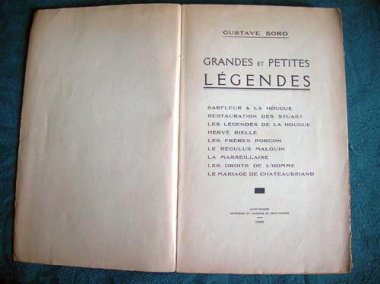 GUSTAVE BORD
GRANDES ET PETITES
LÉGENDES
BARFLEUR & LA HOUGUE
RESTAURATION DES STUART
LES LÉGENDES DE LA HOUGUE
HERVÉ RIELLE
LES FRÈRES PORCON
LE RÉGULUS MALOUIN
LA MARSEILLAISE
LES DROITS DE L'HOMME
LE MARIAGE DE CHATEAUBRIAND